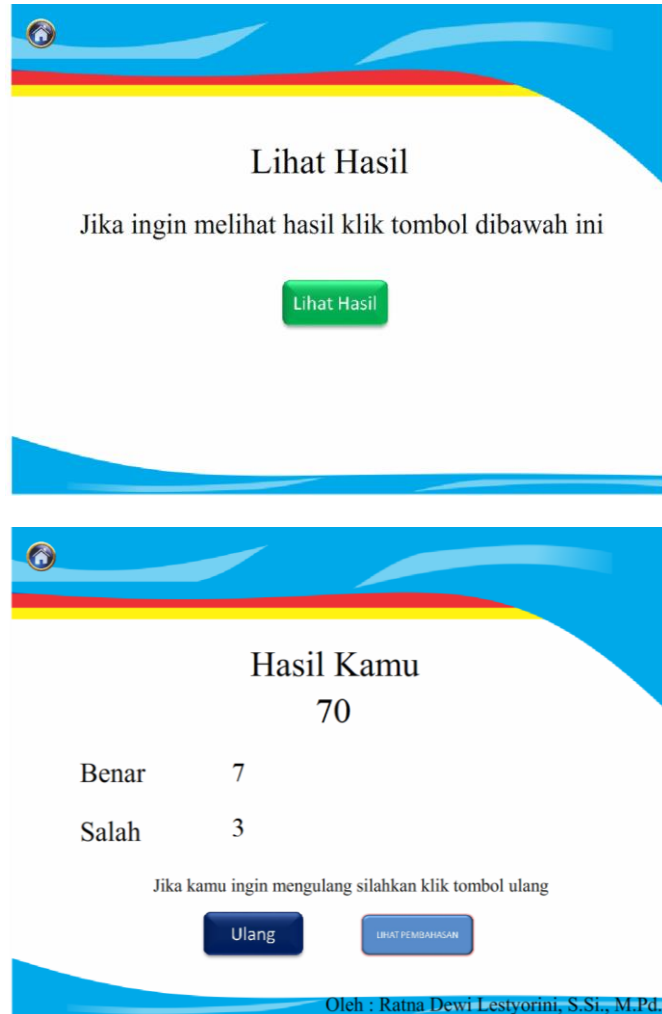 Lihat Hasil
Jika ingin melihat hasil klik tombol dibawah ini
Lihat Hasil
Hasil Kamu
70
Benar 7
Salah 3
Jika kamu ingin mengulang silahkan klik tombol ulang
Ulang LIHAT PEMBAHASAN
Oleh : Ratna Dewi Lestyorini, S.Si., M.Pd.